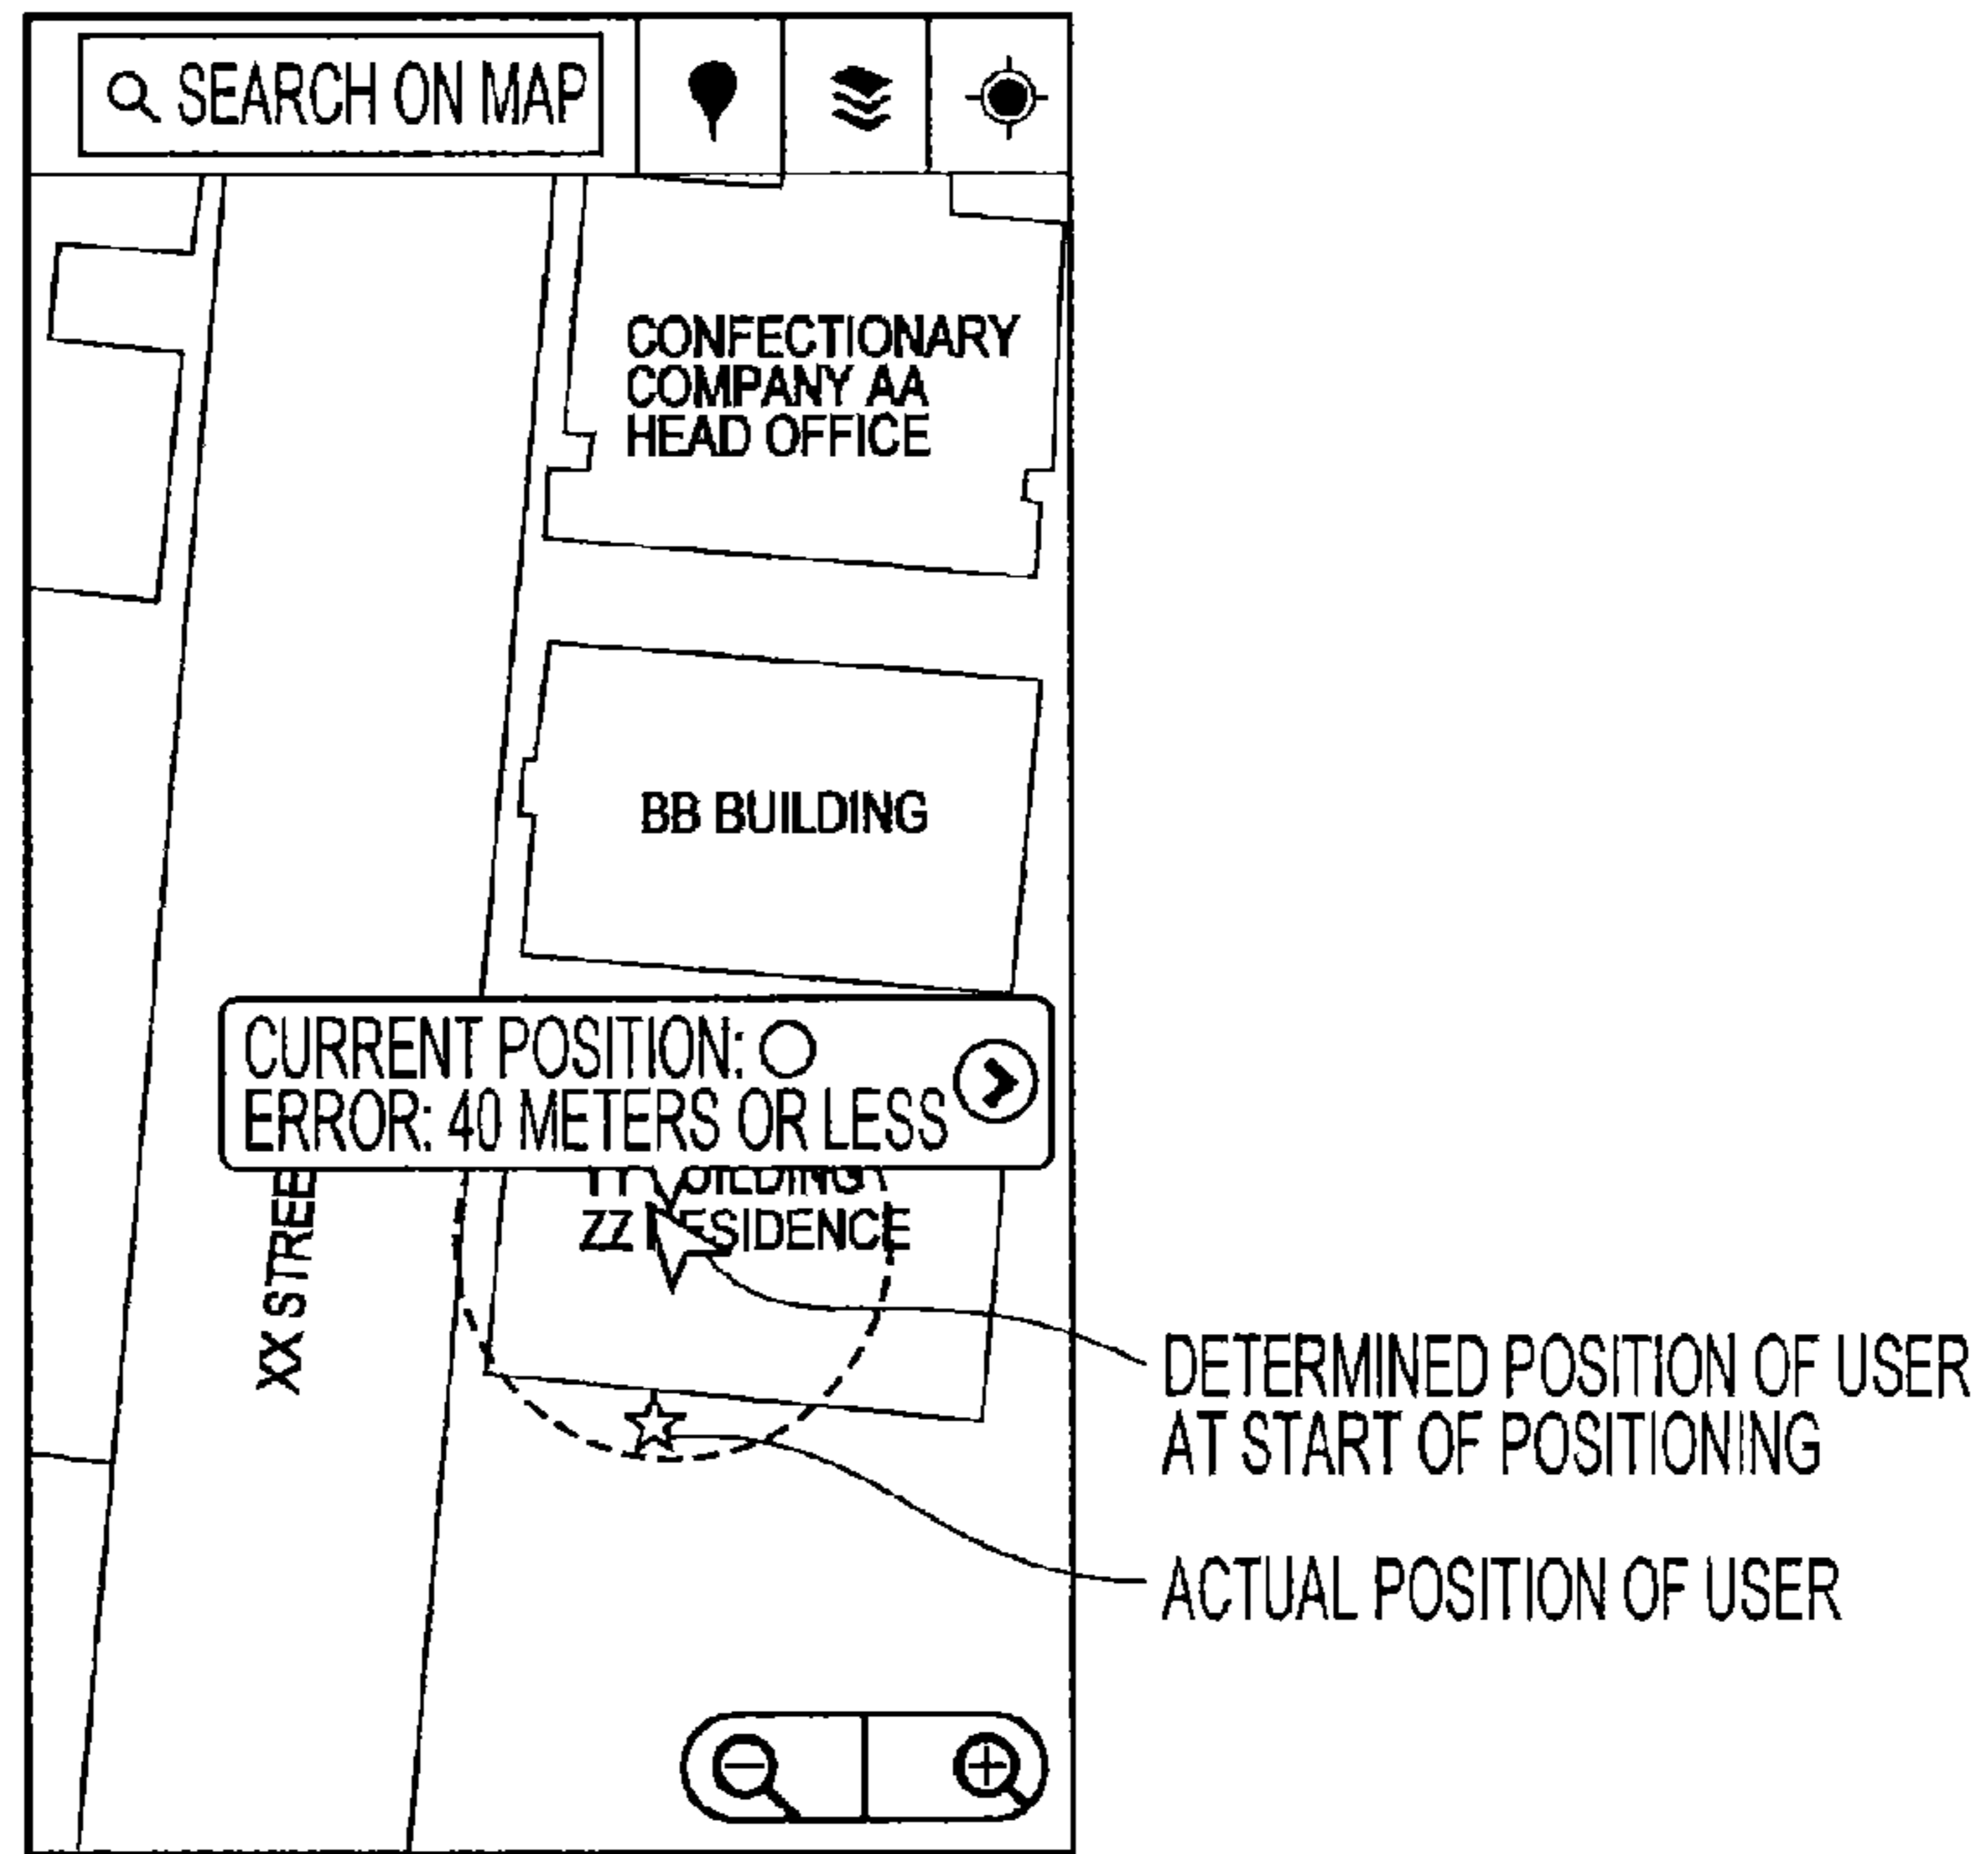 SEARCH ON MAP
CONFECTIONARY
COMPANY AA
HEAD OFFICE
BB BUILDING
CURRENT POSITION: ○
ERROR: 40 METERS OR LESS
ZZ
XX
DETERMINED POSITION OF USER
AT START OF POSITIONING
ACTUAL POSITION OF USER